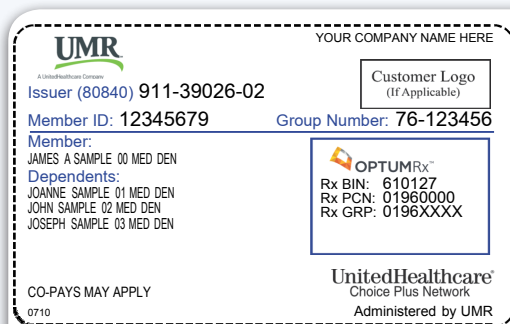 YOUR COMPANY NAME HERE
UMR
A UnitedHealthcare Company
Customer Logo
(If Applicable)
Issuer (80840) 911-39026-02
Member ID: 12345679 Group Number: 76-123456
Member:
JAMES A SAMPLE 00 MED DEN
Dependents:
JOANNE SAMPLE 01 MED DEN
JOHN SAMPLE 02 MED DEN
JOSEPH SAMPLE 03 MED DEN
OPTUMRx™
Rx BIN: 610127
Rx PCN: 01960000
Rx GRP: 0196XXXX
UnitedHealthcare®
CO-PAYS MAY APPLY Choice Plus Network
0710 Administered by UMR